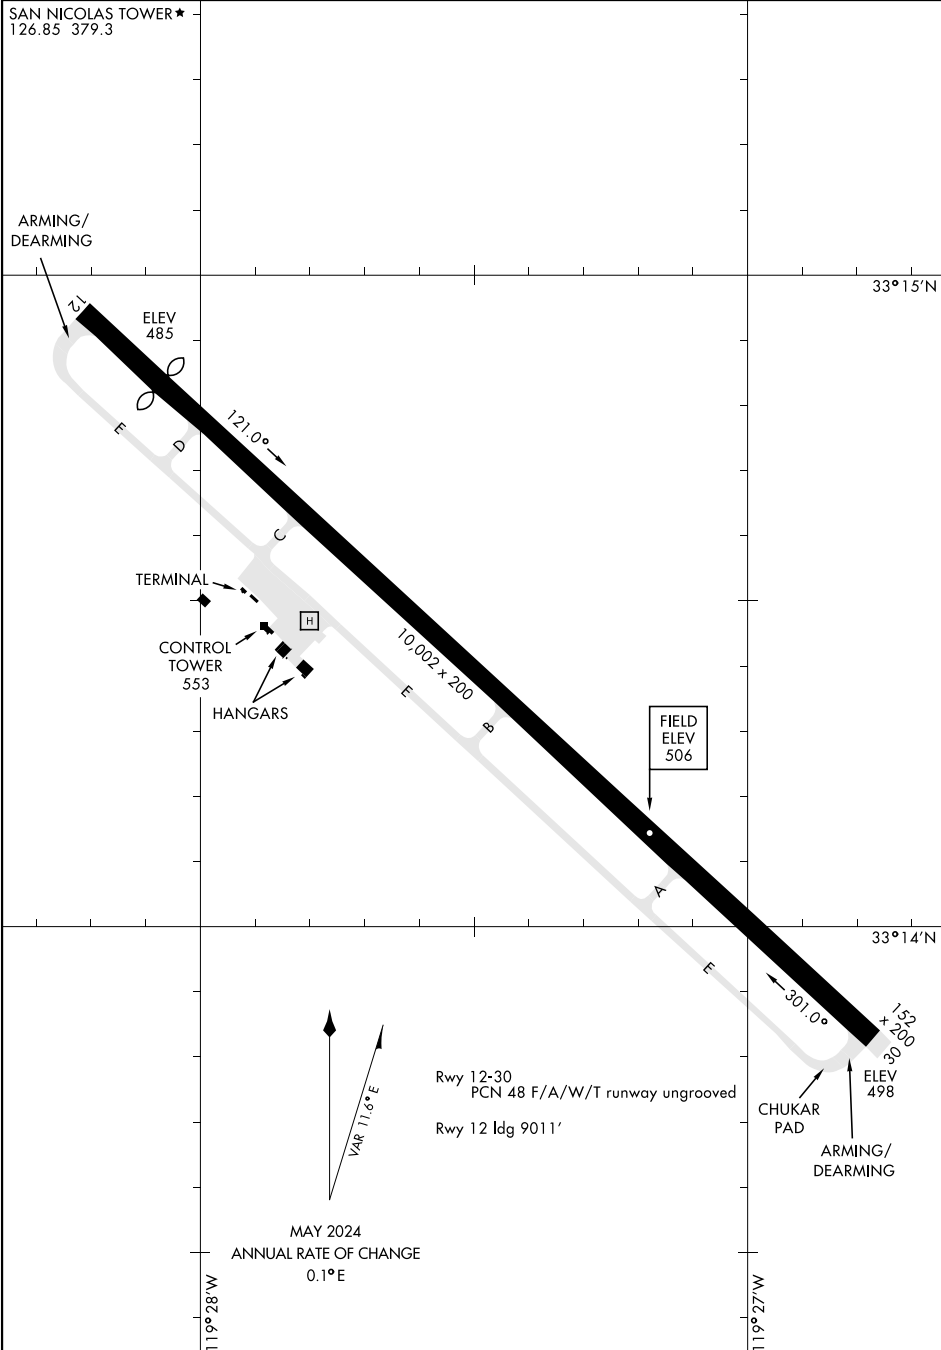 SAN NICOLAS TOWER★
126.85 379.3
ARMING/
DEARMING
33°15'N
12
ELEV
485
E
D
121.0°
C
TERMINAL
H
CONTROL
TOWER
553
10,002 x 200
HANGARS
E
B
FIELD
ELEV
506
A
33°14'N
E
301.0°
152
x 200
30
ELEV
498
VAR 11.6° E
Rwy 12-30
PCN 48 F/A/W/T runway ungrooved
Rwy 12 ldg 9011'
CHUKAR
PAD
ARMING/
DEARMING
MAY 2024
ANNUAL RATE OF CHANGE
0.1° E
119°28'W
119°27'W